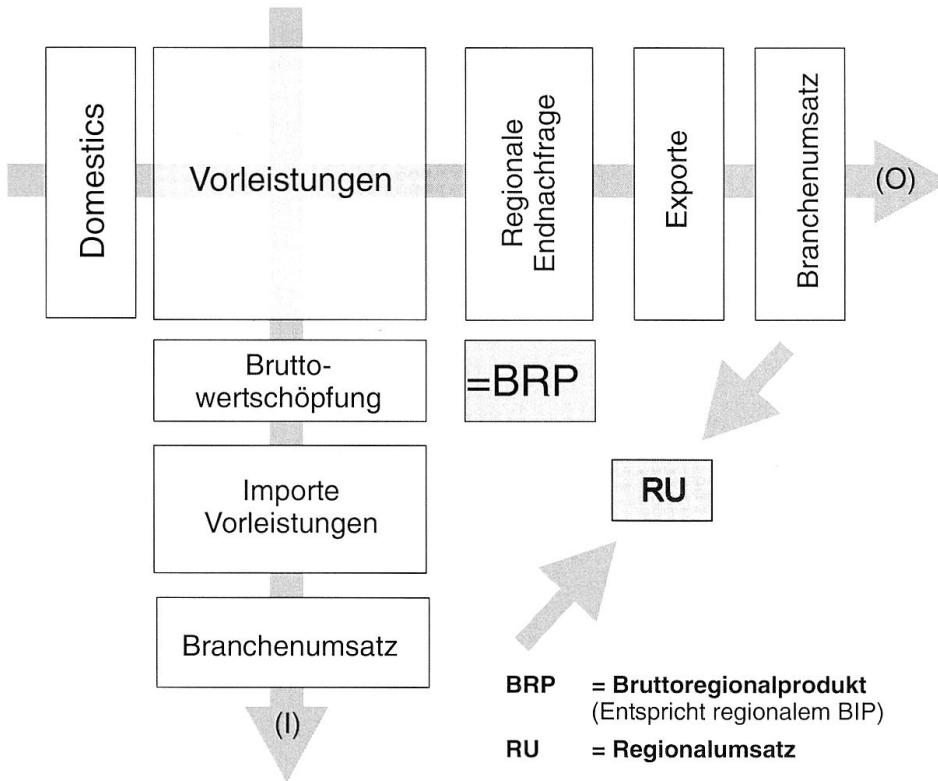 Domestics
Vorleistungen
Regionale
Endnachfrage
Exporte
Branchenumsatz
(O)
Brutto-
wertschöpfung
=BRP
Importe
Vorleistungen
RU
Branchenumsatz
(I)
BRP = Bruttoregionalprodukt
(Entspricht regionalem BIP)
RU = Regionalumsatz